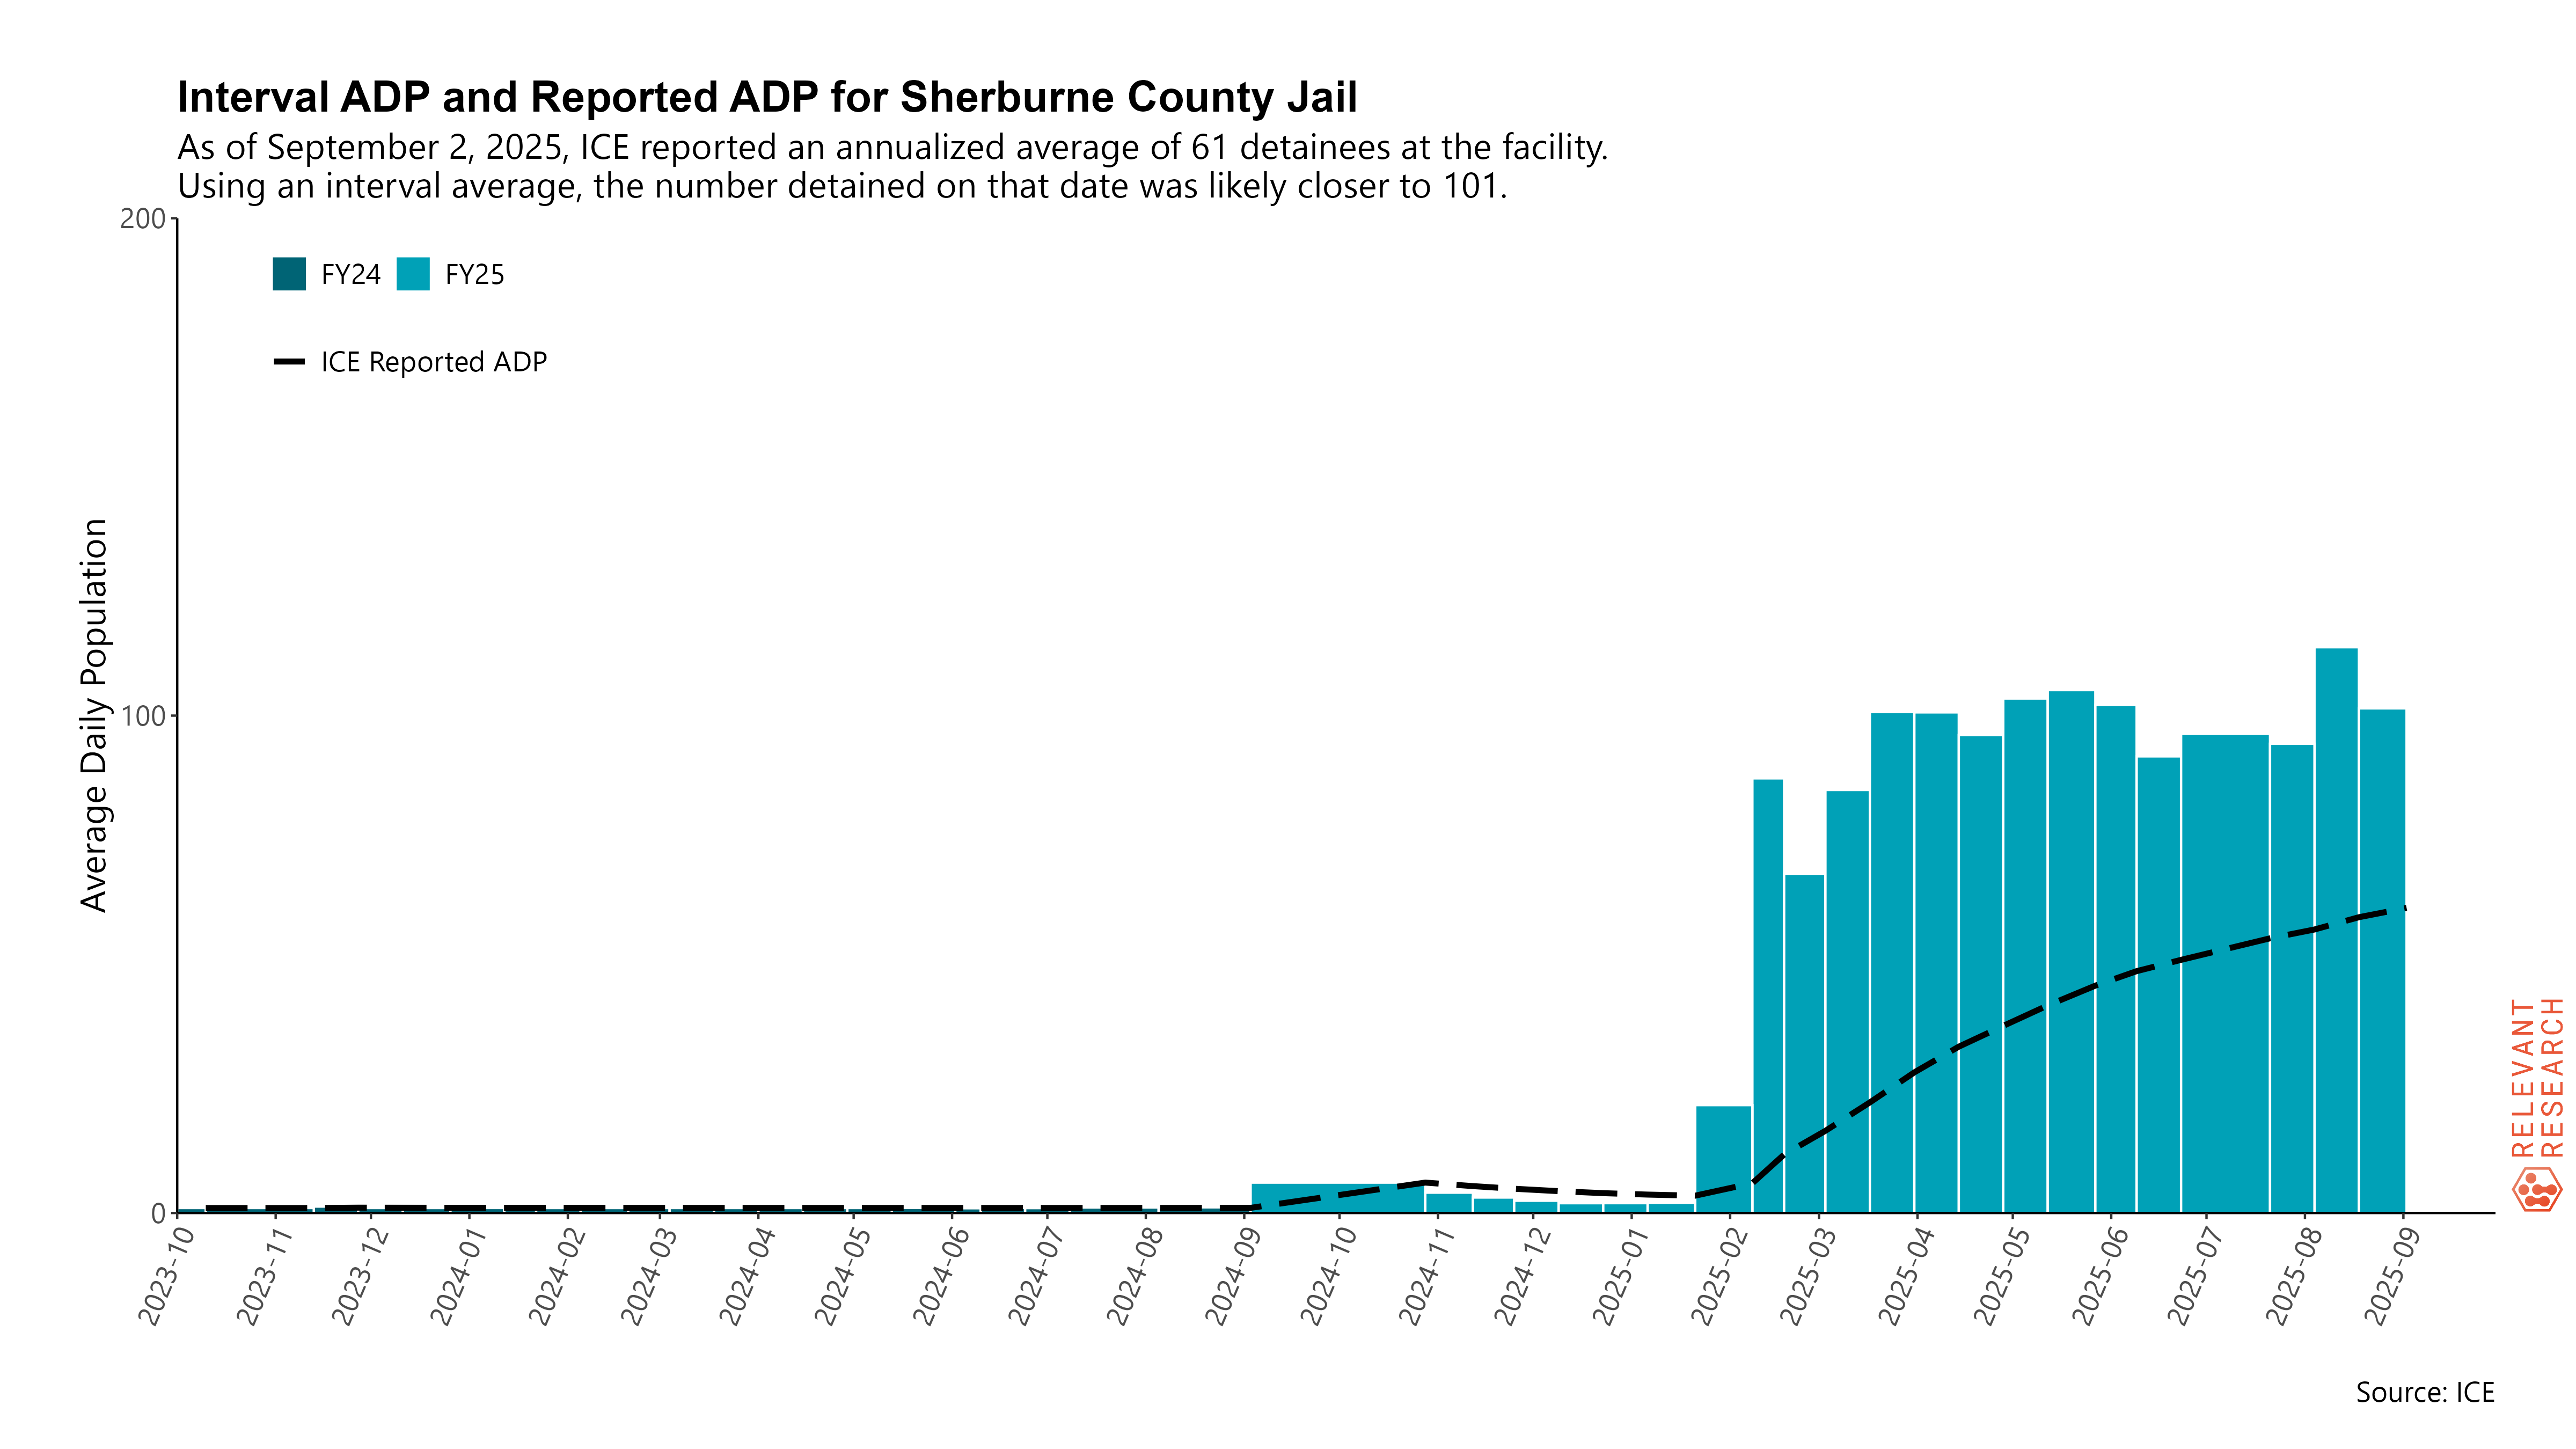 Interval ADP and Reported ADP for Sherburne County Jail
As of September 2, 2025, ICE reported an annualized average of 61 detainees at the facility.
Using an interval average, the number detained on that date was likely closer to 101.
200
FY24
FY25
ICE Reported ADP
Average Daily Population
100
0
2023-10
2023-11
2023-12
2024-01
2024-02
2024-03
2024-04
2024-05
2024-06
2024-07
2024-08
2024-09
2024-10
2024-11
2024-12
2025-01
2025-02
2025-03
2025-04
2025-05
2025-06
2025-07
2025-08
2025-09
RELEVANT
RESEARCH
Source: ICE